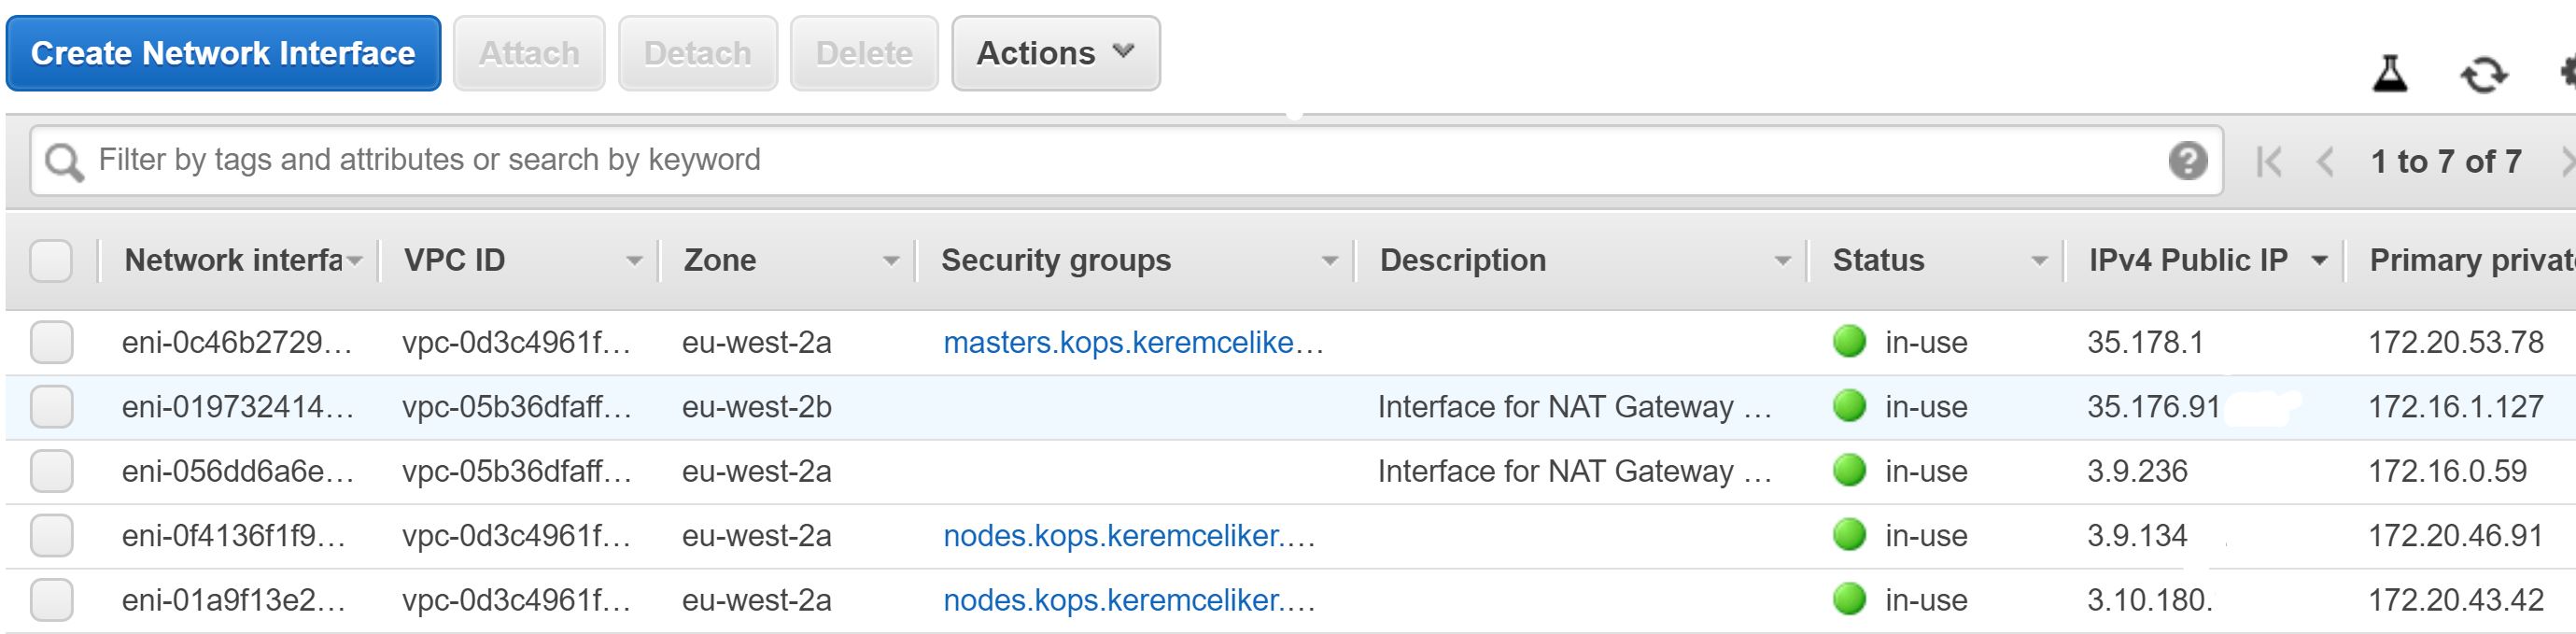 Create Network Interface Attach Detach Delete Actions
Filter by tags and attributes or search by keyword ? 1 to 7 of 7
Network interfa VPC ID Zone Security groups Description Status IPv4 Public IP Primary private
eni-0c46b2729… vpc-0d3c4961f… eu-west-2a masters.kops.keremcelike… in-use 35.178.1 172.20.53.78
eni-019732414… vpc-05b36dfaff… eu-west-2b Interface for NAT Gateway … in-use 35.176.91 172.16.1.127
eni-056dd6a6e… vpc-05b36dfaff… eu-west-2a Interface for NAT Gateway … in-use 3.9.236 172.16.0.59
eni-0f4136f1f9… vpc-0d3c4961f… eu-west-2a nodes.kops.keremceliker.… in-use 3.9.134 172.20.46.91
eni-01a9f13e2… vpc-0d3c4961f… eu-west-2a nodes.kops.keremceliker.… in-use 3.10.180. 172.20.43.42